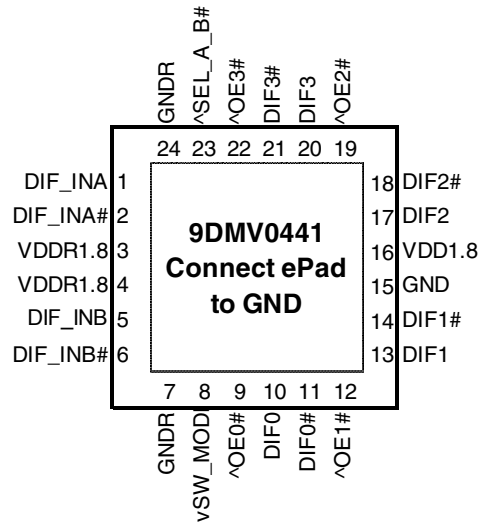 GNDR
^SEL_A_B#
^OE3#
DIF3#
DIF3
^OE2#
24 23 22 21 20 19
DIF_INA 1
DIF_INA# 2
VDDR1.8 3
VDDR1.8 4
DIF_INB 5
DIF_INB# 6
9DMV0441
Connect ePad
to GND
18 DIF2#
17 DIF2
16 VDD1.8
15 GND
14 DIF1#
13 DIF1
7 8 9 10 11 12
GNDR
vSW_MODE
^OE0#
DIF0
DIF0#
^OE1#